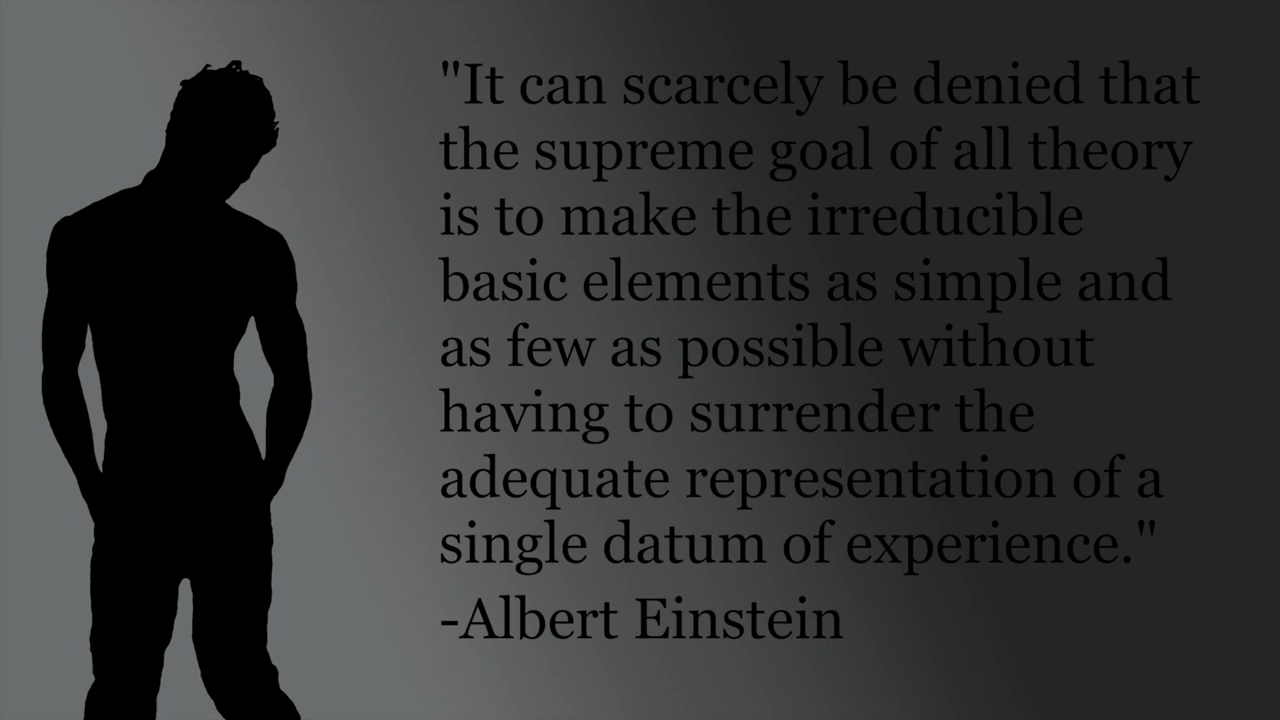 "It can scarcely be denied that
the supreme goal of all theory
is to make the irreducible
basic elements as simple and
as few as possible without
having to surrender the
adequate representation of a
single datum of experience."
-Albert Einstein